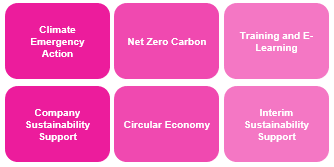 Climate
Emergency
Action
Net Zero Carbon
Training and E-
Learning
Company
Sustainability
Support
Circular Economy
Interim
Sustainability
Support